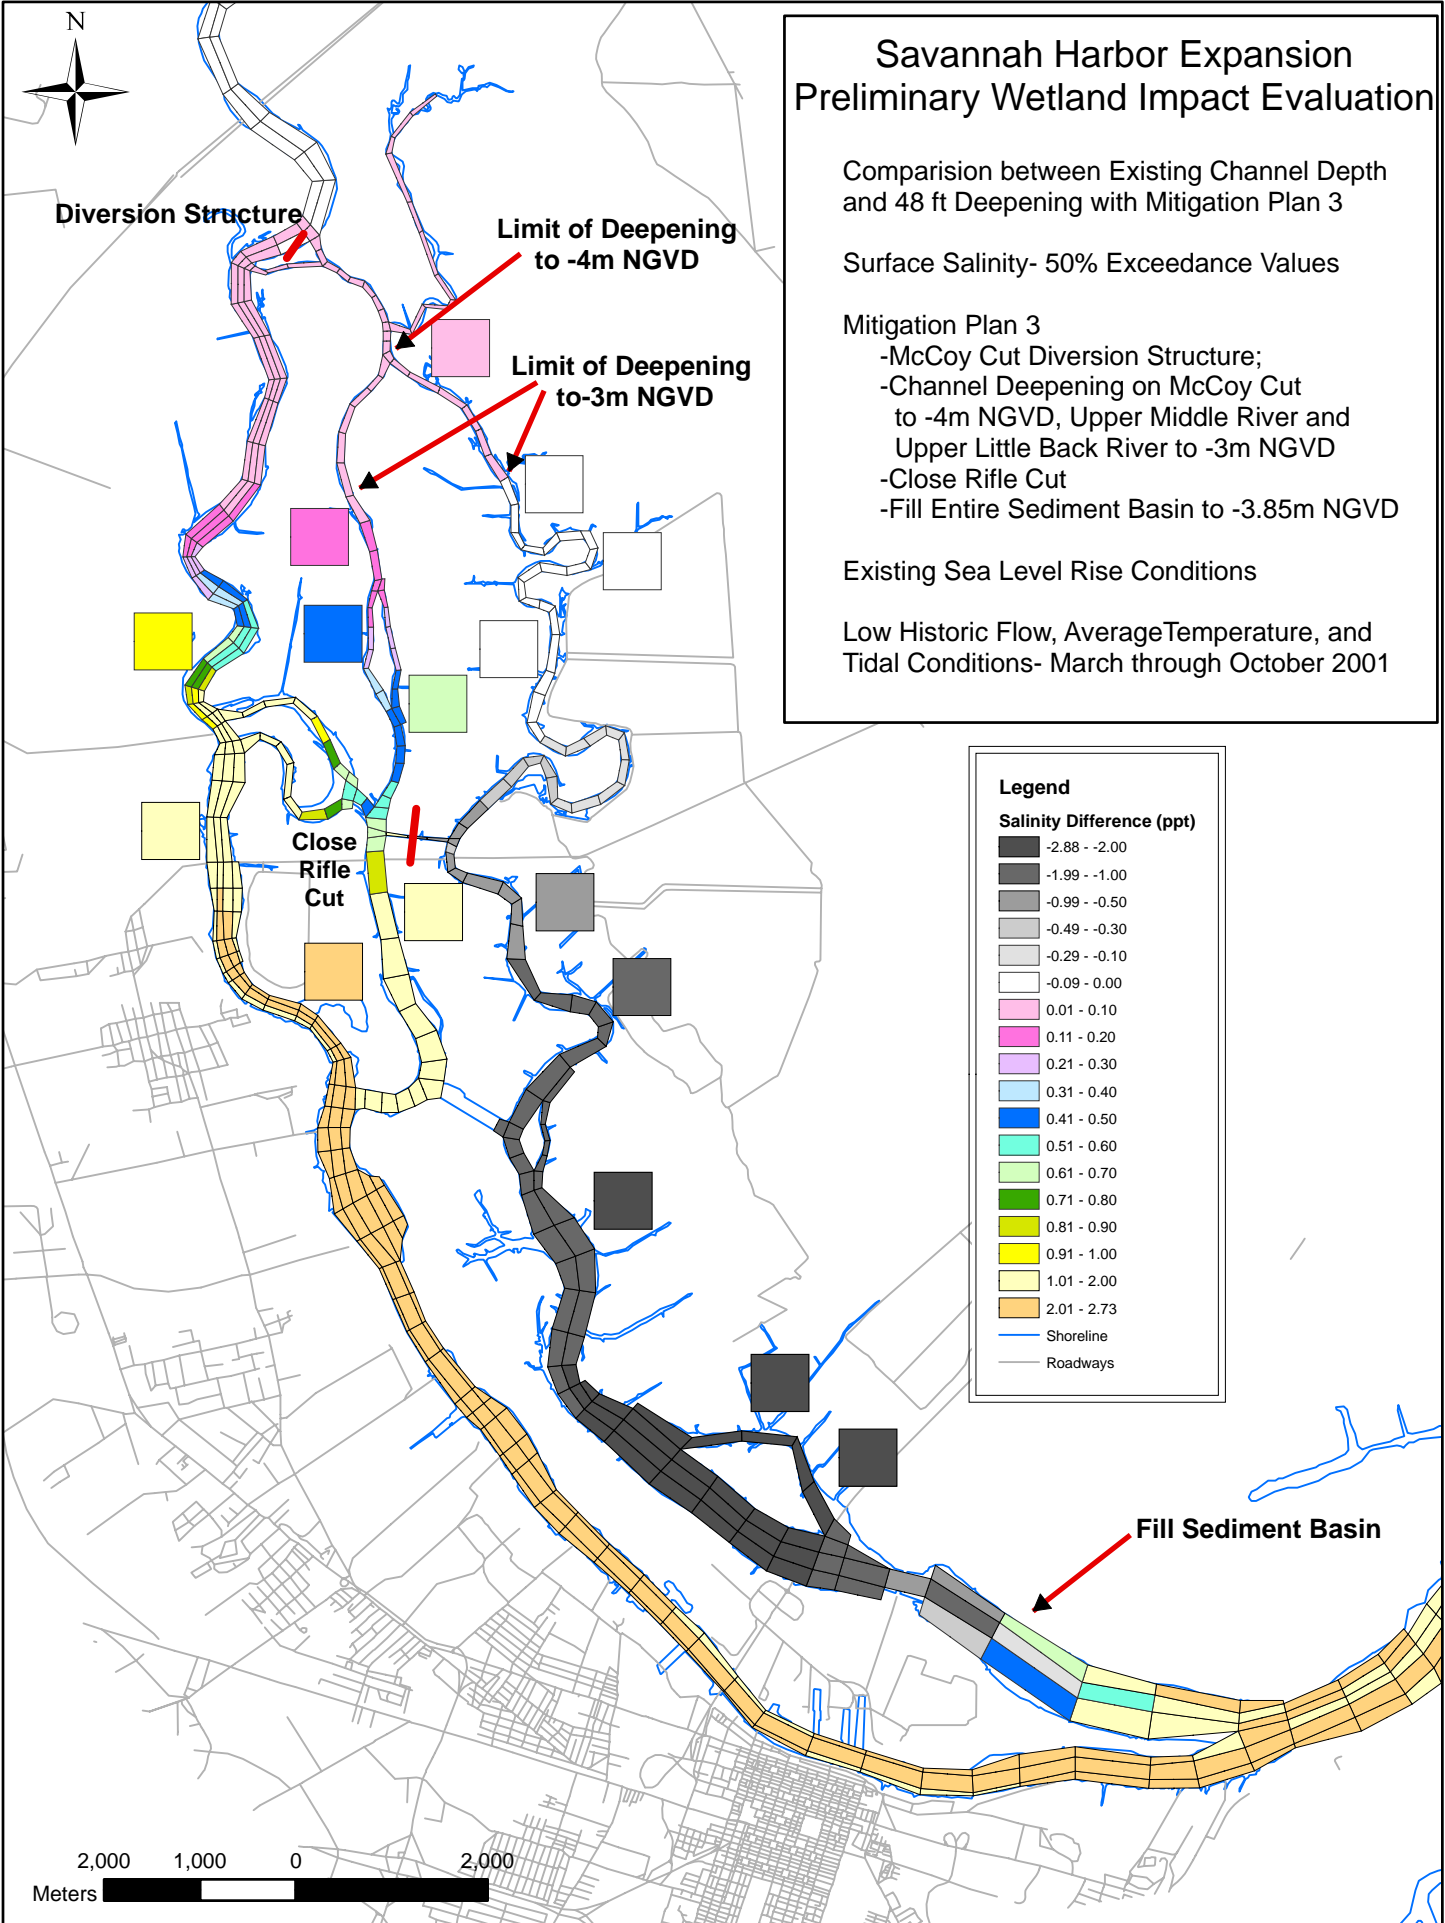 N
Savannah Harbor Expansion
Preliminary Wetland Impact Evaluation
Comparision between Existing Channel Depth
and 48 ft Deepening with Mitigation Plan 3
Surface Salinity- 50% Exceedance Values
Mitigation Plan 3
-McCoy Cut Diversion Structure;
-Channel Deepening on McCoy Cut
to -4m NGVD, Upper Middle River and
Upper Little Back River to -3m NGVD
-Close Rifle Cut
-Fill Entire Sediment Basin to -3.85m NGVD
Existing Sea Level Rise Conditions
Low Historic Flow, AverageTemperature, and
Tidal Conditions- March through October 2001
Diversion Structure
Limit of Deepening
to -4m NGVD
Limit of Deepening
to-3m NGVD
Close
Rifle
Cut
Legend
Salinity Difference (ppt)
-2.88 - -2.00
-1.99 - -1.00
-0.99 - -0.50
-0.49 - -0.30
-0.29 - -0.10
-0.09 - 0.00
0.01 - 0.10
0.11 - 0.20
0.21 - 0.30
0.31 - 0.40
0.41 - 0.50
0.51 - 0.60
0.61 - 0.70
0.71 - 0.80
0.81 - 0.90
0.91 - 1.00
1.01 - 2.00
2.01 - 2.73
Shoreline
Roadways
Fill Sediment Basin
2,000 1,000 0 2,000
Meters